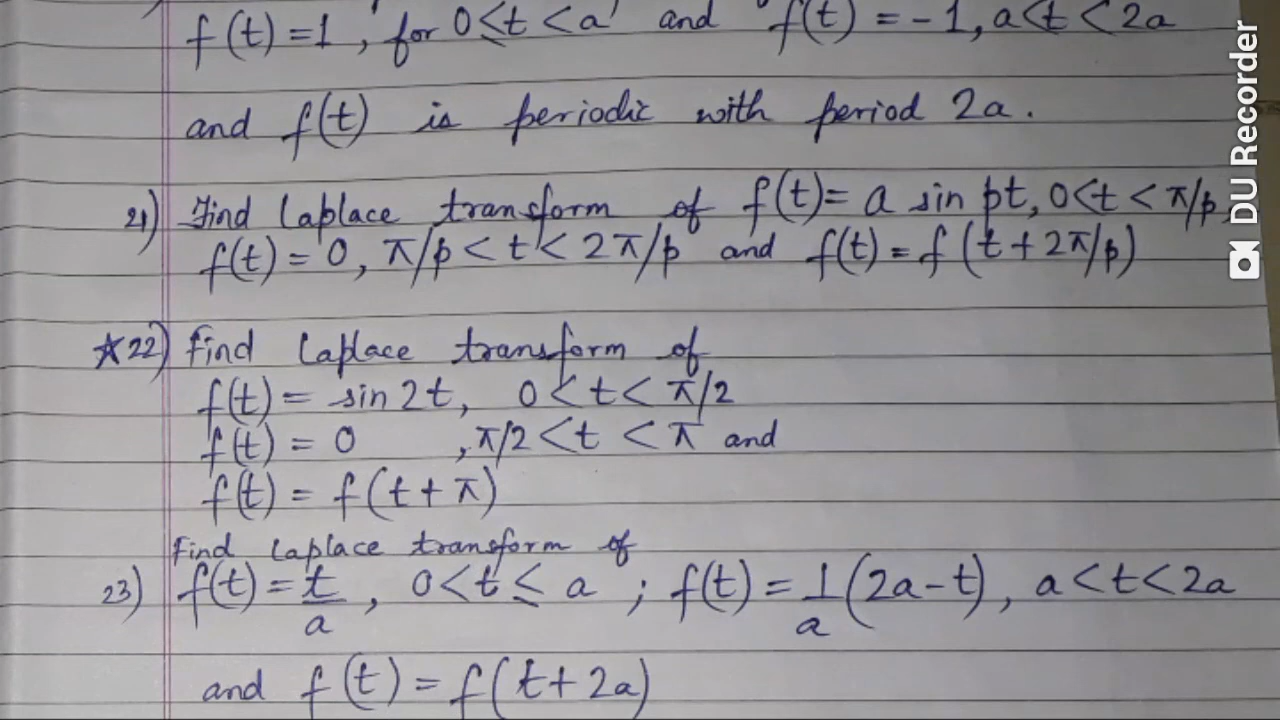 f(t) = 1, for 0 ≤ t < a and f(t) = -1, a < t < 2a
and f(t) is periodic with period 2a.
21) Find Laplace transform of f(t) = a sin pt, 0 < t < π/p
f(t) = 0, π/p < t < 2π/p and f(t) = f(t + 2π/p)
★22) Find Laplace transform of
f(t) = sin 2t, 0 < t < π/2
f(t) = 0 , π/2 < t < π and
f(t) = f(t + π)
Find Laplace transform of
23) f(t) = t/a, 0 < t ≤ a ; f(t) = 1/a (2a - t), a < t < 2a
and f(t) = f(t + 2a)
DU Recorder